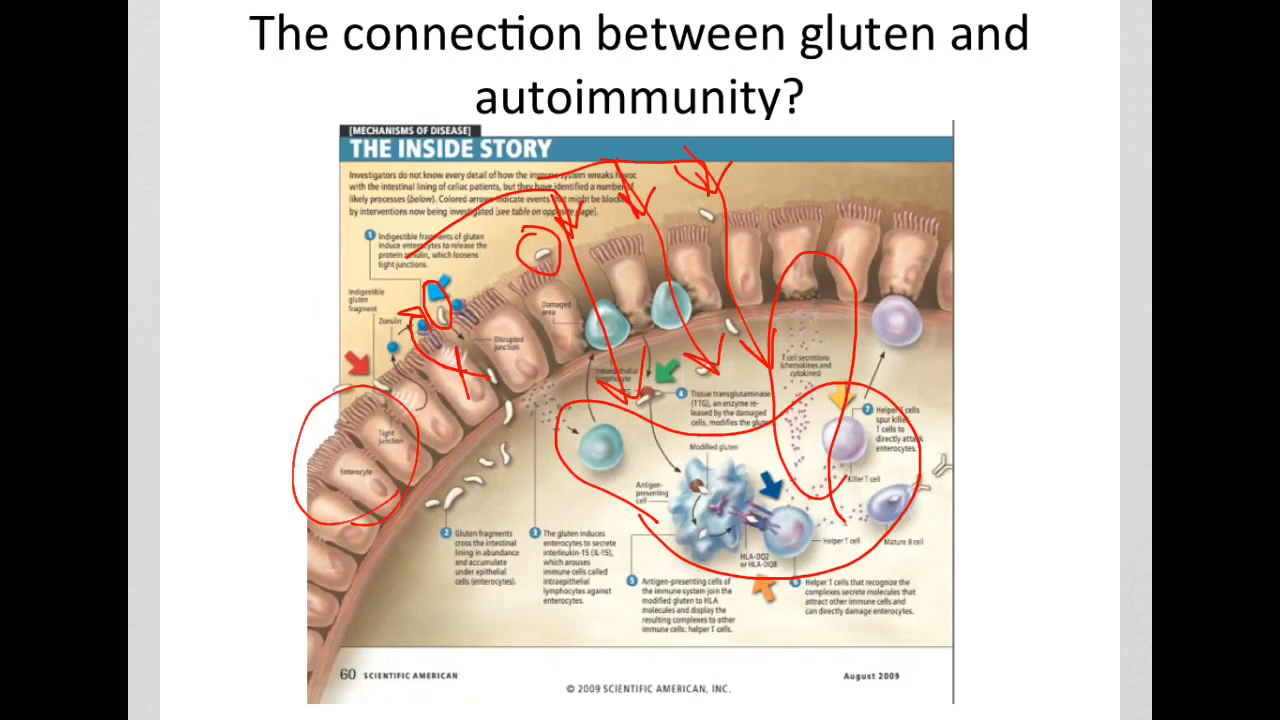 The connection between gluten and
autoimmunity?
[MECHANISMS OF DISEASE]
THE INSIDE STORY
Investigators do not know every detail of how the immune system wreaks havoc
with the intestinal lining of celiac patients, but they have identified a number of
likely processes (below). Colored arrows indicate events that might be blocked
by interventions now being investigated [see table on opposite page].
1 Indigestible fragments of gluten
induce enterocytes to release the
protein zonulin, which loosens
tight junctions.
Indigestible
gluten
fragment
Zonulin
Disrupted
junction
Damaged
area
Tight
junction
Enterocyte
Intraepithelial
lymphocyte
T cell secretions
(chemokines and
cytokines)
4 Tissue transglutaminase
(TTG), an enzyme re-
leased by the damaged
cells, modifies the gluten
7 Helper T cells
spur killer
T cells to
directly attack
enterocytes.
Modified gluten
Antigen-
presenting
cell
Killer T cell
Helper T cell
Mature B cell
HLA-DQ2
or HLA-DQ8
2 Gluten fragments
cross the intestinal
lining in abundance
and accumulate
under epithelial
cells (enterocytes).
3 The gluten induces
enterocytes to secrete
interleukin-15 (IL-15),
which arouses
immune cells called
intraepithelial
lymphocytes against
enterocytes.
5 Antigen-presenting cells of
the immune system join the
modified gluten to HLA
molecules and display the
resulting complexes to other
immune cells: helper T cells.
6 Helper T cells that recognize the
complexes secrete molecules that
attract other immune cells and
can directly damage enterocytes.
60 SCIENTIFIC AMERICAN
August 2009
© 2009 SCIENTIFIC AMERICAN, INC.